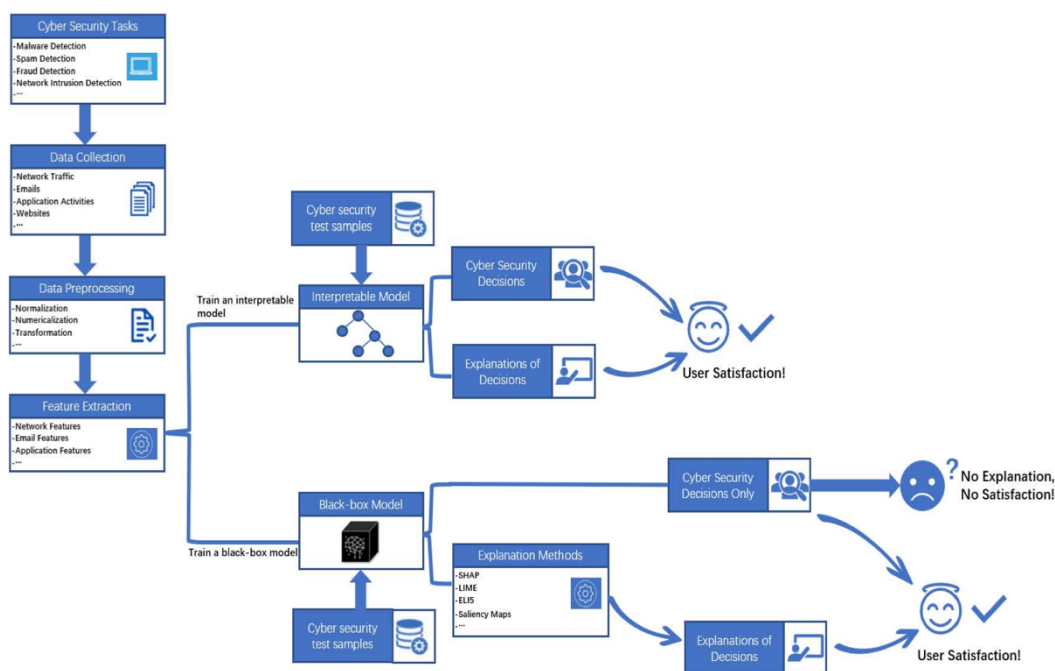 Cyber Security Tasks
-Malware Detection
-Spam Detection
-Fraud Detection
-Network Intrusion Detection
-...
Data Collection
-Network Traffic
-Emails
-Application Activities
-Websites
-...
Data Preprocessing
-Normalization
-Numericalization
-Transformation
-...
Feature Extraction
-Network Features
-Email Features
-Application Features
-...
Train an interpretable
model
Cyber security
test samples
Interpretable Model
Cyber Security
Decisions
Explanations of
Decisions
User Satisfaction!
Train a black-box model
Black-box Model
Cyber security
test samples
Cyber Security
Decisions Only
?
No Explanation,
No Satisfaction!
Explanation Methods
-SHAP
-LIME
-ELI5
-Saliency Maps
-...
Explanations of
Decisions
User Satisfaction!